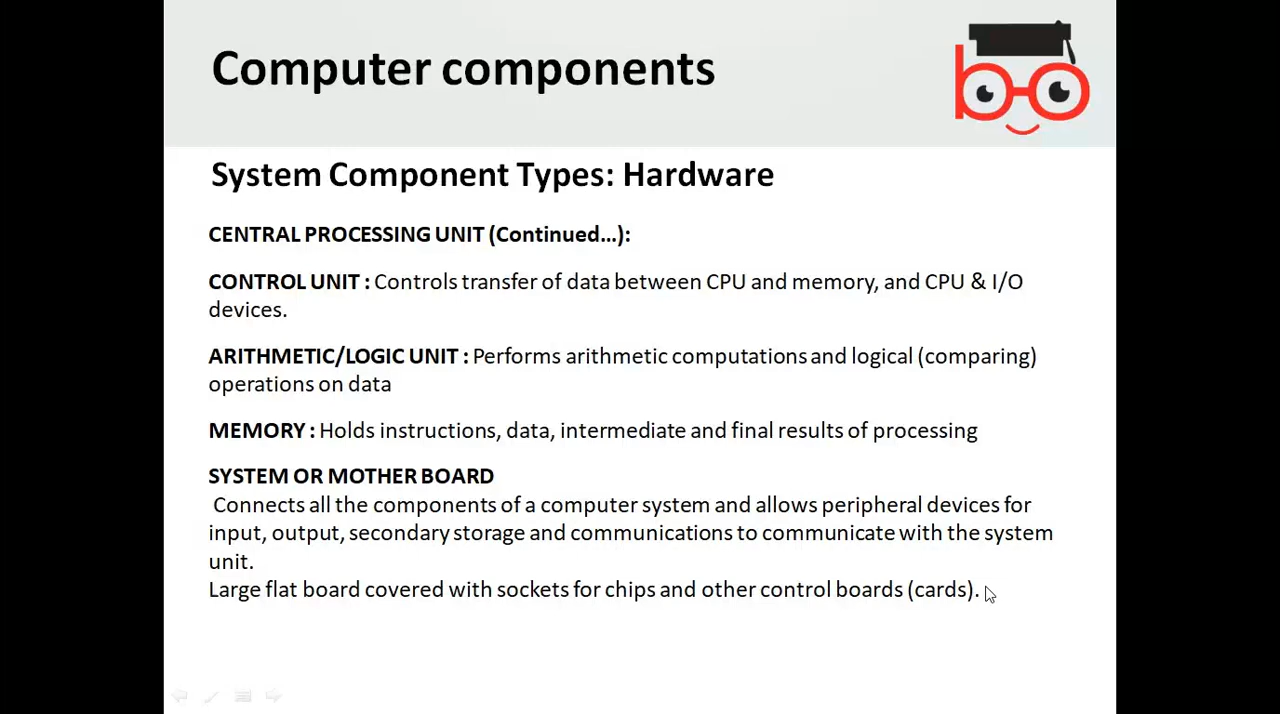 Computer components
System Component Types: Hardware
CENTRAL PROCESSING UNIT (Continued...):
CONTROL UNIT : Controls transfer of data between CPU and memory, and CPU & I/O
devices.
ARITHMETIC/LOGIC UNIT : Performs arithmetic computations and logical (comparing)
operations on data
MEMORY : Holds instructions, data, intermediate and final results of processing
SYSTEM OR MOTHER BOARD
Connects all the components of a computer system and allows peripheral devices for
input, output, secondary storage and communications to communicate with the system
unit.
Large flat board covered with sockets for chips and other control boards (cards).